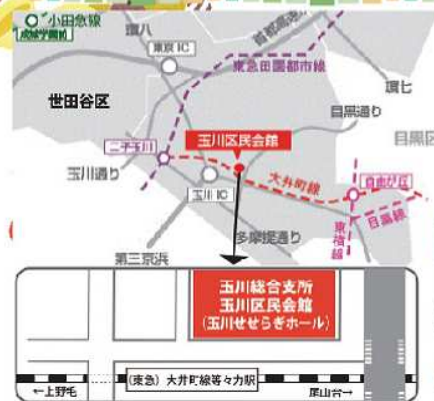 小田急線
成城学園前
環八
東京IC
首都高速
東急田園都市線
環七
世田谷区
目黒通り
目黒区
玉川区民会館
二子玉川
玉川通り
大井町線
自由が丘
玉川IC
目黒線
東横線
多摩堤通り
第三京浜
玉川総合支所
玉川区民会館
(玉川せせらぎホール)
(東急)大井町線等々力駅
←上野毛
尾山台→